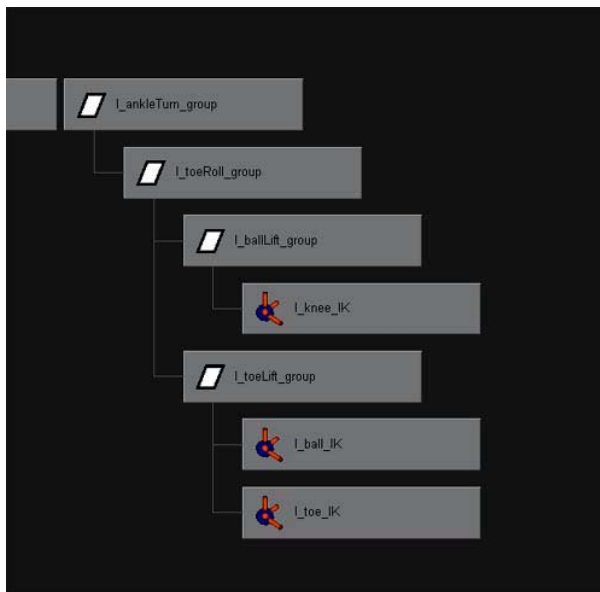 l_ankleTurn_group
l_toeRoll_group
l_ballLift_group
l_knee_IK
l_toeLift_group
l_ball_IK
l_toe_IK